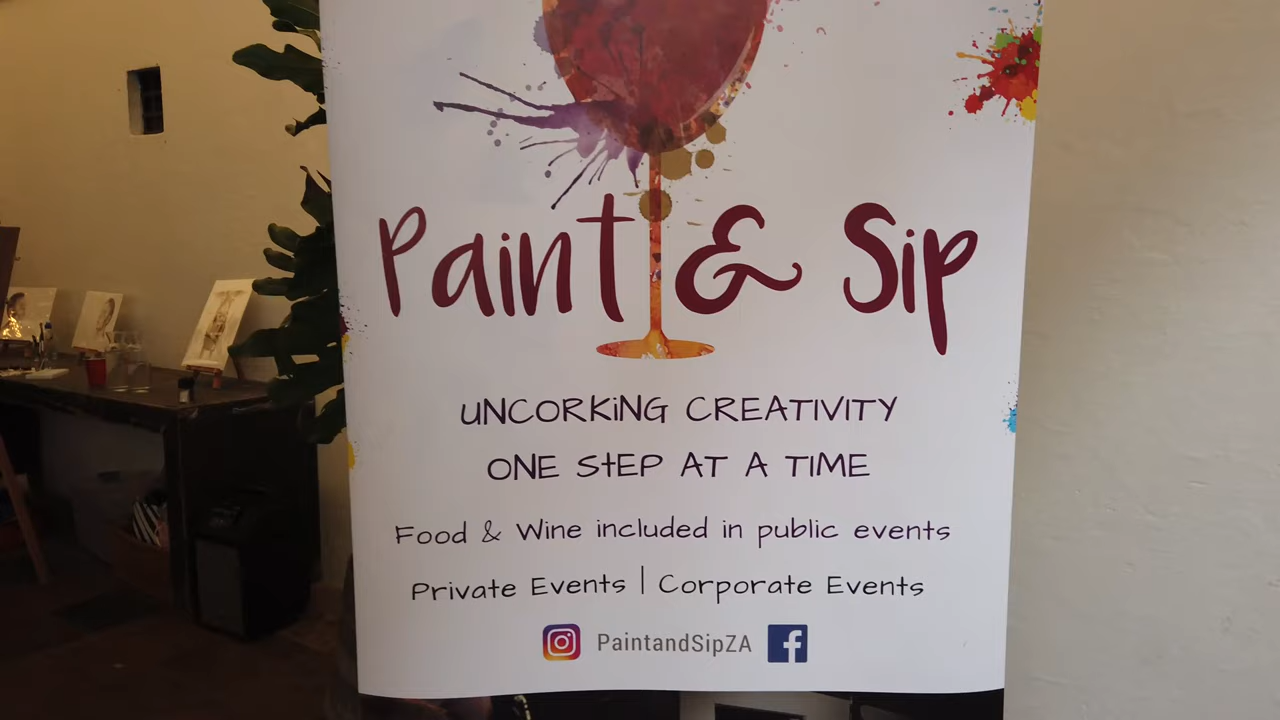 Paint & Sip
UNCORKiNG CREATIVITY
ONE StEP AT A TIME
Food & Wine included in public events
Private Events | Corporate Events
PaintandSipZA